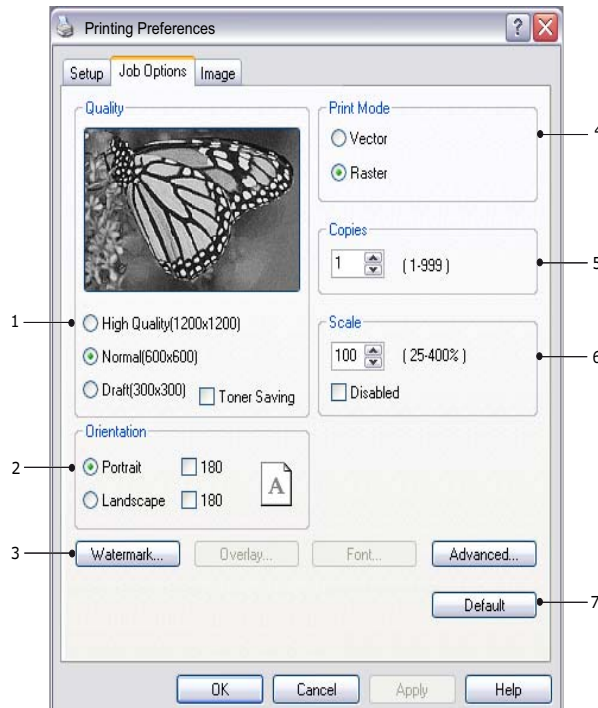 Printing Preferences
Setup Job Options Image
Quality
Print Mode
Vector
Raster
4
Copies
1 (1-999)
5
1
High Quality(1200x1200)
Normal(600x600)
Draft(300x300) Toner Saving
Scale
100 (25-400%)
6
Disabled
Orientation
2
Portrait 180
Landscape 180
A
3
Watermark... Overlay... Font... Advanced...
Default
7
OK Cancel Apply Help